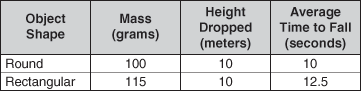 Object Shape | Mass (grams) | Height Dropped (meters) | Average Time to Fall (seconds)
Round | 100 | 10 | 10
Rectangular | 115 | 10 | 12.5